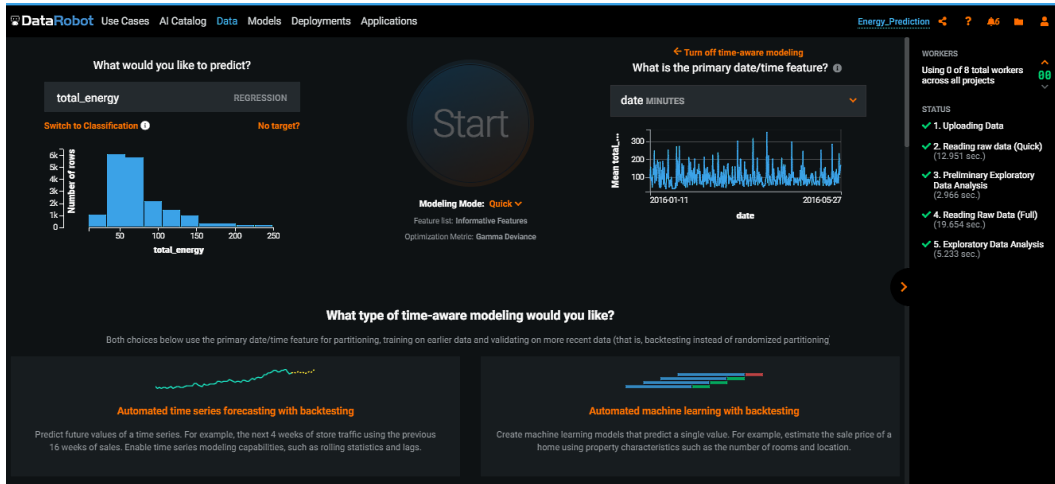 DataRobot Use Cases AI Catalog Data Models Deployments Applications
Energy_Prediction
?
6
What would you like to predict?
total_energy REGRESSION
Switch to Classification i No target?
6k
5k
4k
3k
2k
1k
0
Number of rows
50 100 150 200 250
total_energy
Start
Modeling Mode: Quick
Feature list: Informative Features
Optimization Metric: Gamma Deviance
Turn off time-aware modeling
What is the primary date/time feature? i
date MINUTES
Mean total_...
300
200
100
2016-01-11 2016-05-27
date
What type of time-aware modeling would you like?
Both choices below use the primary date/time feature for partitioning, training on earlier data and validating on more recent data (that is, backtesting instead of randomized partitioning
Automated time series forecasting with backtesting
Predict future values of a time series. For example, the next 4 weeks of store traffic using the previous
16 weeks of sales. Enable time series modeling capabilities, such as rolling statistics and lags.
Automated machine learning with backtesting
Create machine learning models that predict a single value. For example, estimate the sale price of a
home using property characteristics such as the number of rooms and location.
WORKERS
Using 0 of 8 total workers
across all projects
00
STATUS
1. Uploading Data
2. Reading raw data (Quick)
(12.951 sec.)
3. Preliminary Exploratory
Data Analysis
(2.966 sec.)
4. Reading Raw Data (Full)
(19.654 sec.)
5. Exploratory Data Analysis
(5.233 sec.)